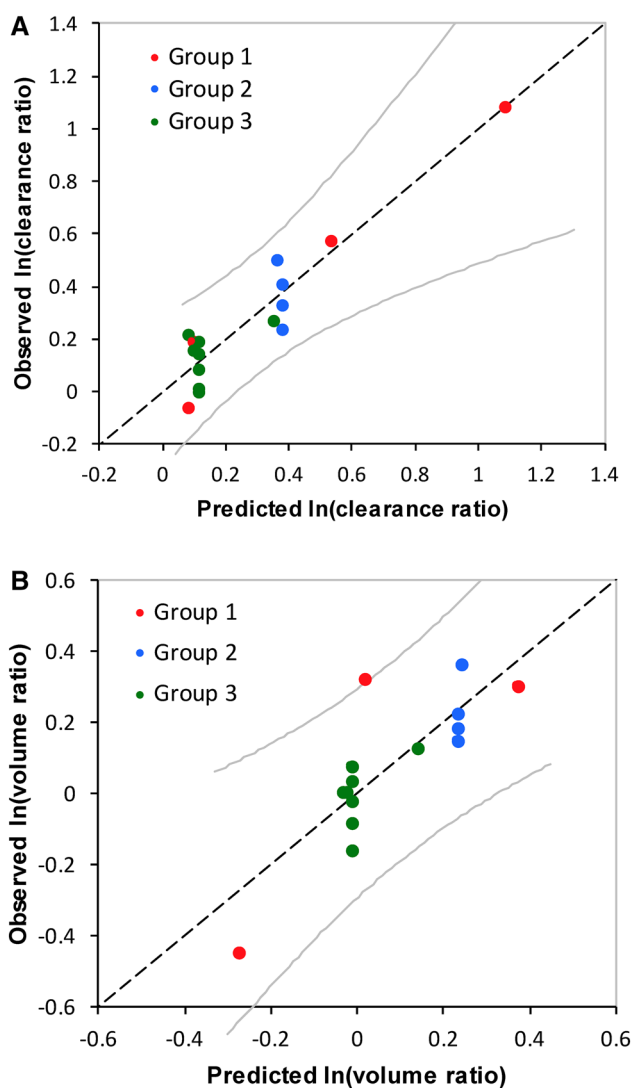 A
Observed ln(clearance ratio)
1.4
1.2
1
0.8
0.6
0.4
0.2
0
-0.2
Group 1
Group 2
Group 3
-0.2 0 0.2 0.4 0.6 0.8 1 1.2 1.4
Predicted ln(clearance ratio)
B
Observed ln(volume ratio)
0.6
0.4
0.2
0
-0.2
-0.4
-0.6
Group 1
Group 2
Group 3
-0.6 -0.4 -0.2 0 0.2 0.4 0.6
Predicted ln(volume ratio)